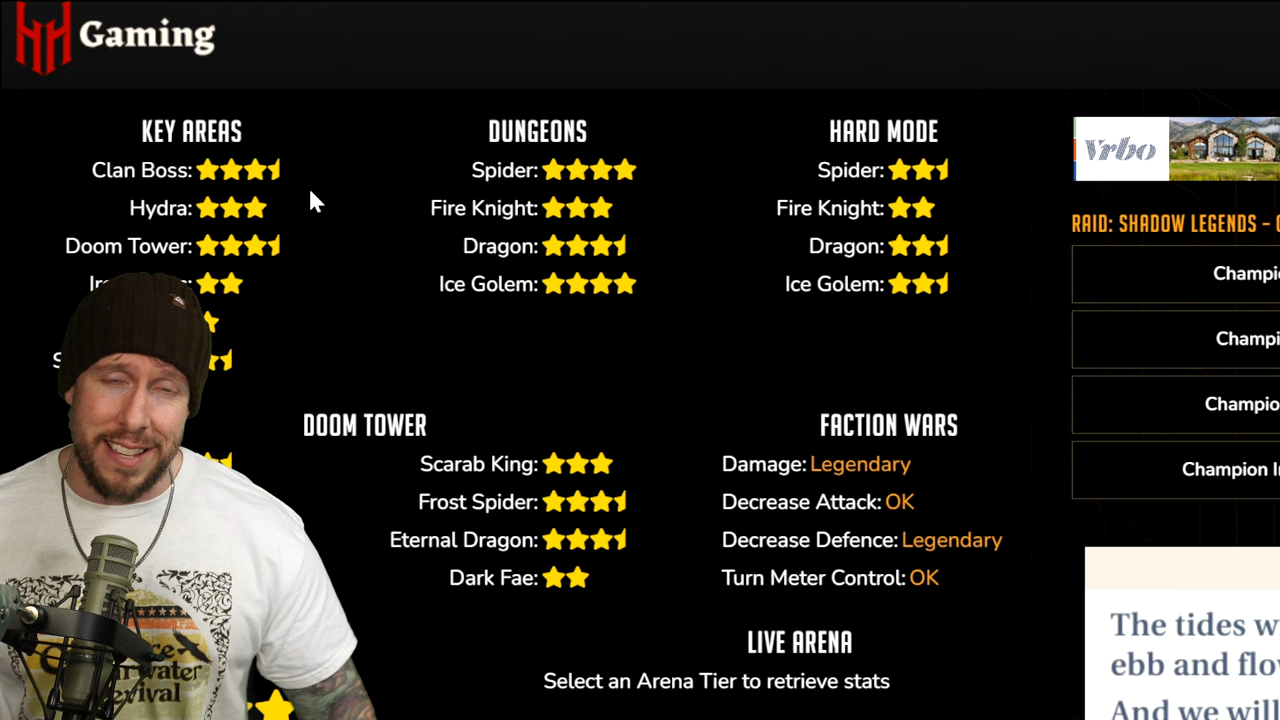 Gaming
KEY AREAS
Clan Boss:
Hydra:
Doom Tower:
DUNGEONS
Spider:
Fire Knight:
Dragon:
Ice Golem:
HARD MODE
Spider:
Fire Knight:
Dragon:
Ice Golem:
Vrbo
RAID: SHADOW LEGENDS -
DOOM TOWER
Scarab King:
Frost Spider:
Eternal Dragon:
Dark Fae:
FACTION WARS
Damage: Legendary
Decrease Attack: OK
Decrease Defence: Legendary
Turn Meter Control: OK
LIVE ARENA
Select an Arena Tier to retrieve stats
The tides
ebb and
And we will